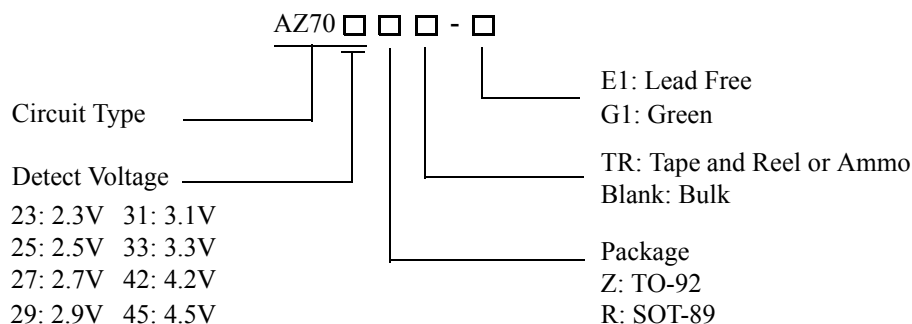 AZ70 □ □ □ - □
Circuit Type
Detect Voltage
23: 2.3V 31: 3.1V
25: 2.5V 33: 3.3V
27: 2.7V 42: 4.2V
29: 2.9V 45: 4.5V
E1: Lead Free
G1: Green
TR: Tape and Reel or Ammo
Blank: Bulk
Package
Z: TO-92
R: SOT-89